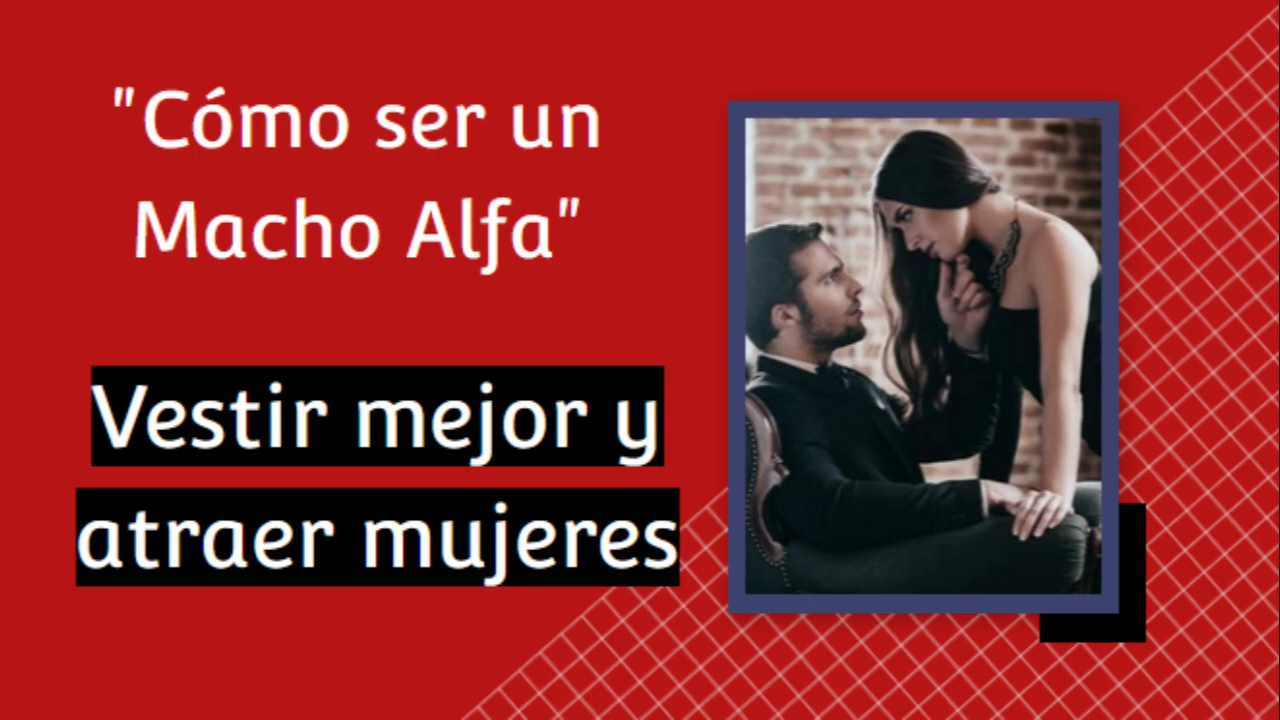 "Cómo ser un
Macho Alfa"
Vestir mejor y
atraer mujeres